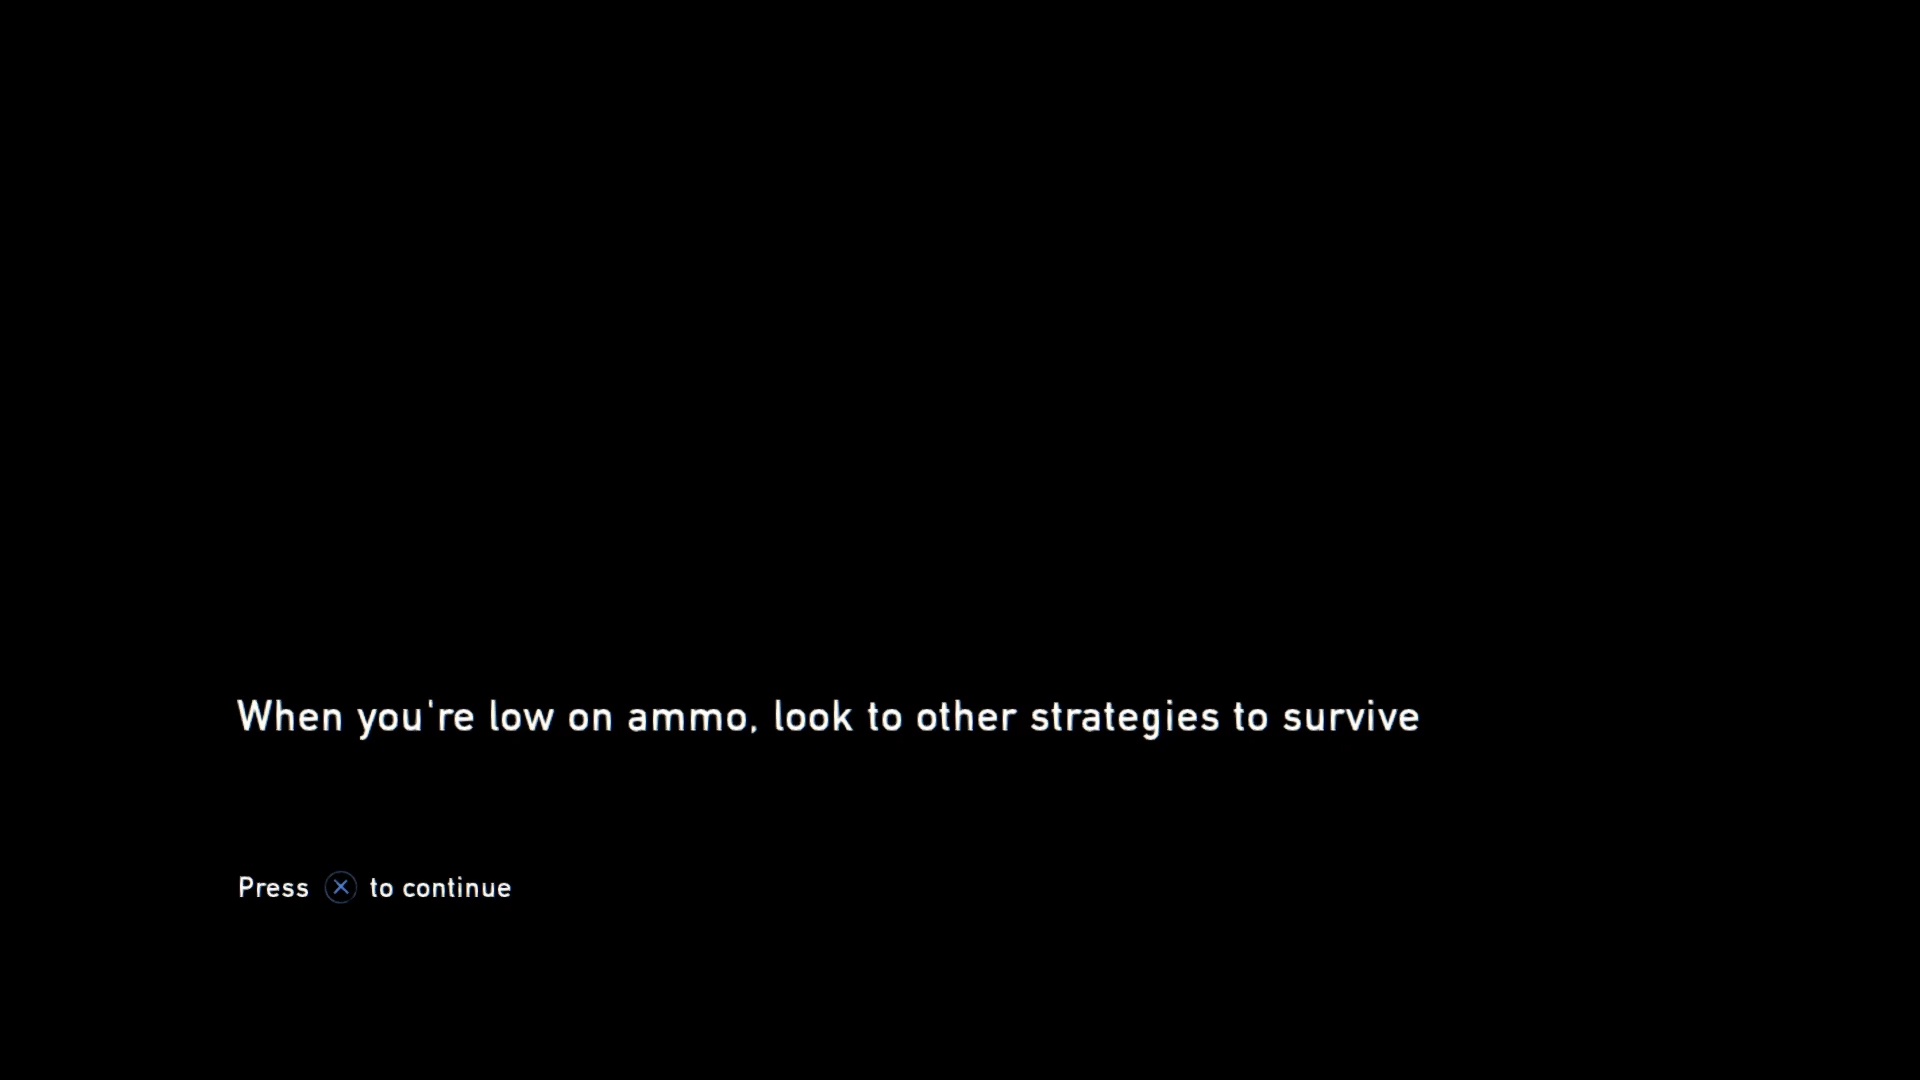 When you're low on ammo, look to other strategies to survive
Press ⓧ to continue